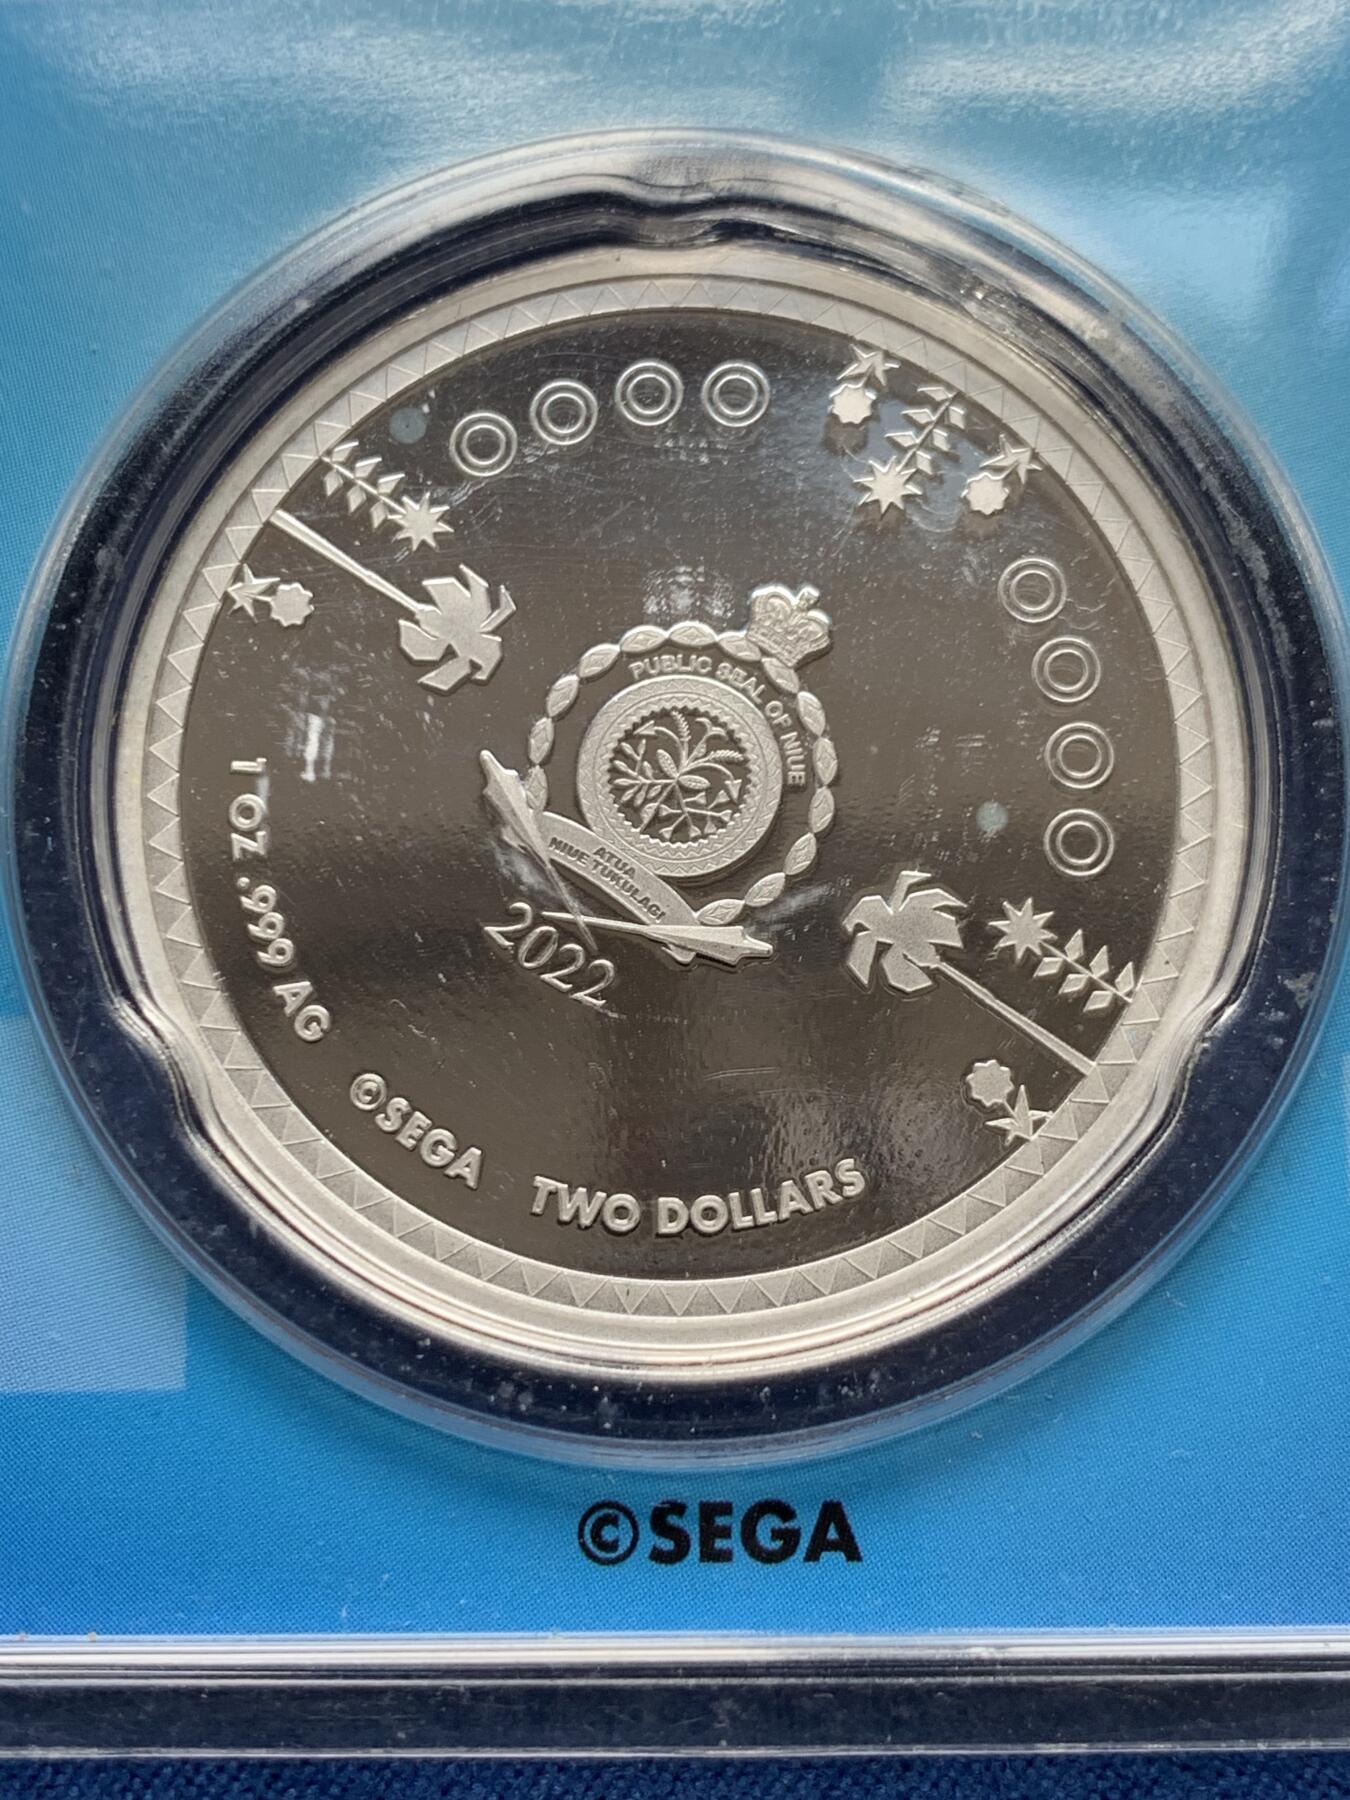 PUBLIC SEAL OF NIUE
ATUA
NIUE TUKULAGI
2022
1 OZ .999 AG ©SEGA TWO DOLLARS
©SEGA